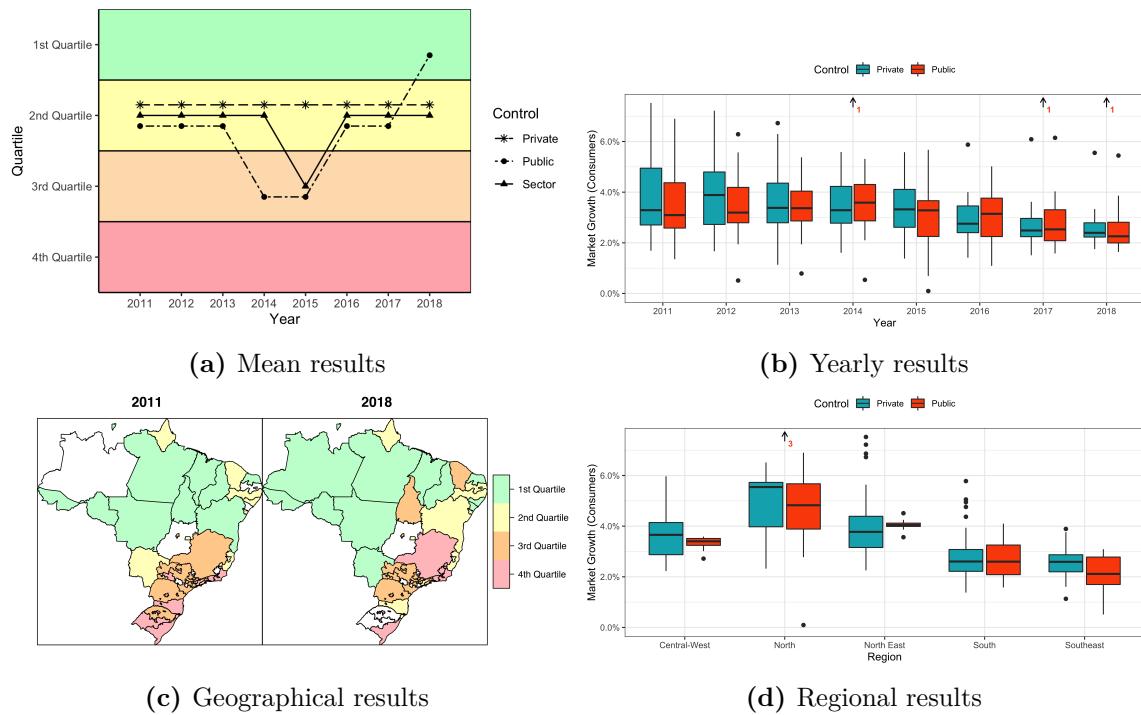 1st Quartile
2nd Quartile
3rd Quartile
4th Quartile
Quartile
2011 2012 2013 2014 2015 2016 2017 2018
Year
Control
Private
Public
Sector
(a) Mean results
Control Private Public
1 1 1
6.0%
4.0%
2.0%
0.0%
Market Growth (Consumers)
2011 2012 2013 2014 2015 2016 2017 2018
Year
(b) Yearly results
2011 2018
1st Quartile
2nd Quartile
3rd Quartile
4th Quartile
(c) Geographical results
Control Private Public
3
6.0%
4.0%
2.0%
0.0%
Market Growth (Consumers)
Central-West North North East South Southeast
Region
(d) Regional results